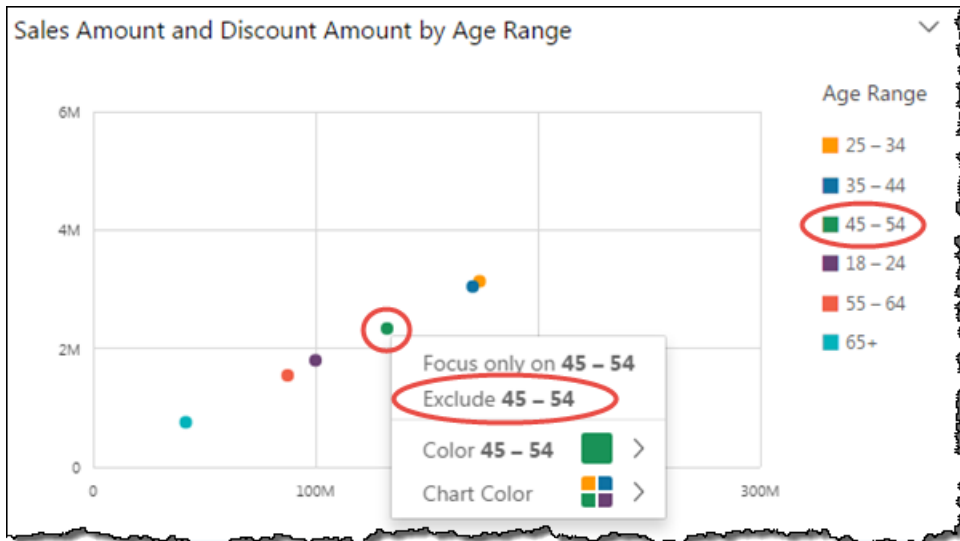 Sales Amount and Discount Amount by Age Range
Age Range
25 – 34
35 – 44
45 – 54
18 – 24
55 – 64
65+
6M
4M
2M
0
0
100M
300M
Focus only on 45 – 54
Exclude 45 – 54
Color 45 – 54
Chart Color